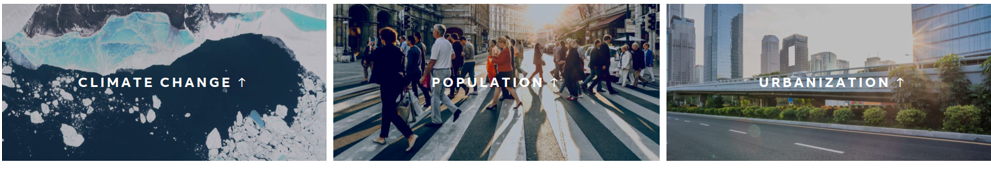 CLIMATE CHANGE ↑
POPULATION ↑
URBANIZATION ↑